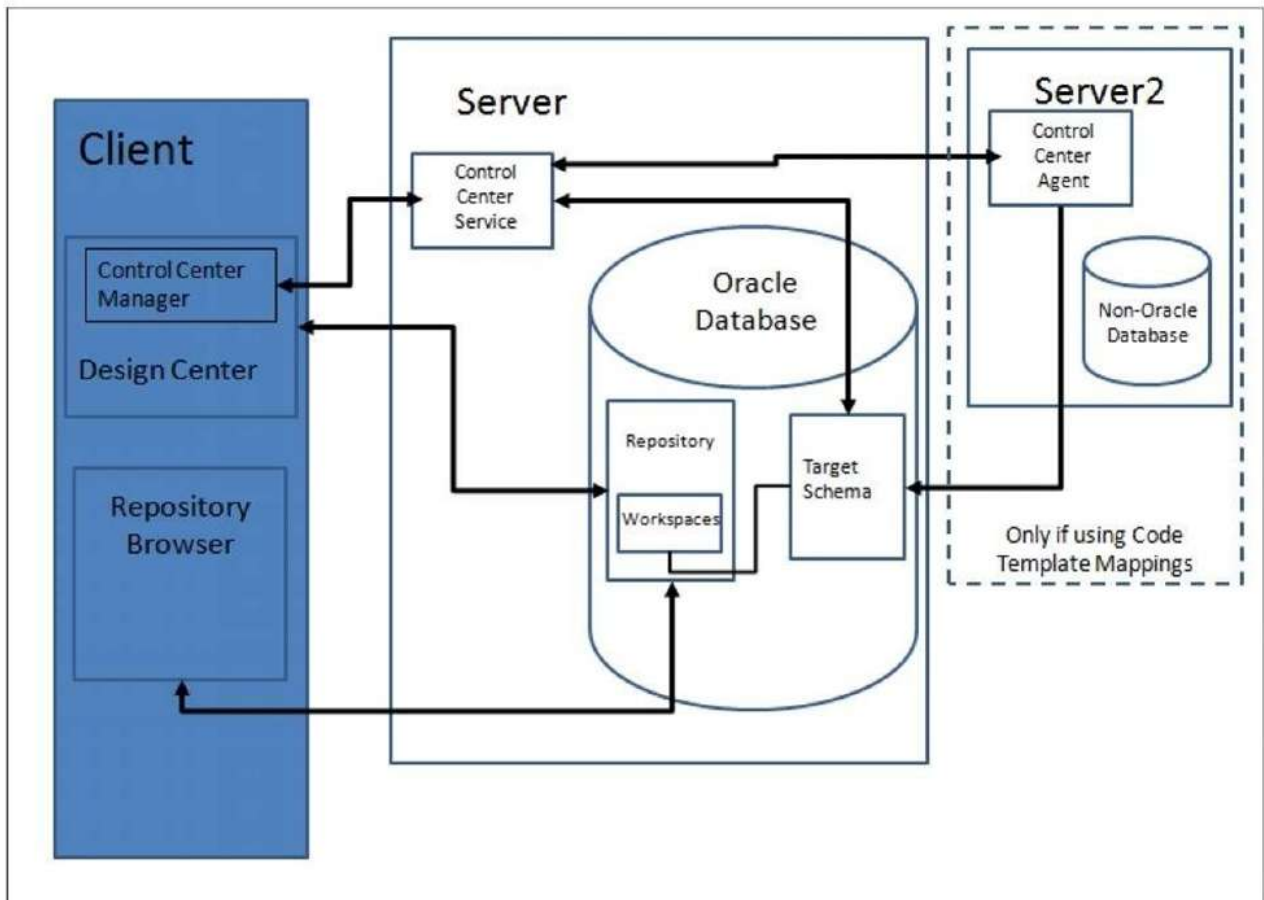 Client
Control Center
Manager
Design Center
Repository
Browser
Server
Control
Center
Service
Oracle
Database
Repository
Workspaces
Target
Schema
Server2
Control
Center
Agent
Non-Oracle
Database
Only if using Code
Template Mappings